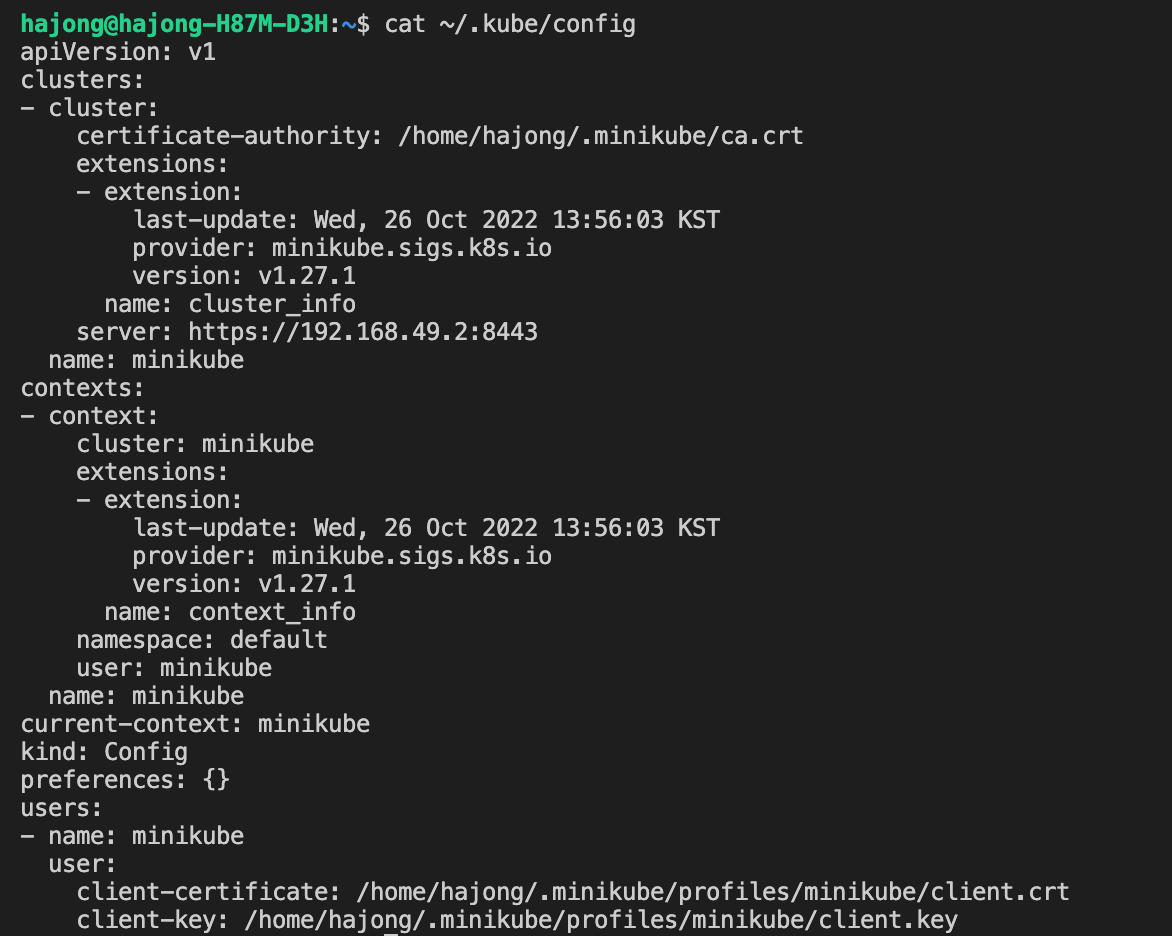 hajong@hajong-H87M-D3H:~$ cat ~/.kube/config
apiVersion: v1
clusters:
- cluster:
    certificate-authority: /home/hajong/.minikube/ca.crt
    extensions:
    - extension:
        last-update: Wed, 26 Oct 2022 13:56:03 KST
        provider: minikube.sigs.k8s.io
        version: v1.27.1
      name: cluster_info
    server: https://192.168.49.2:8443
  name: minikube
contexts:
- context:
    cluster: minikube
    extensions:
    - extension:
        last-update: Wed, 26 Oct 2022 13:56:03 KST
        provider: minikube.sigs.k8s.io
        version: v1.27.1
      name: context_info
    namespace: default
    user: minikube
  name: minikube
current-context: minikube
kind: Config
preferences: {}
users:
- name: minikube
  user:
    client-certificate: /home/hajong/.minikube/profiles/minikube/client.crt
    client-key: /home/hajong/.minikube/profiles/minikube/client.key